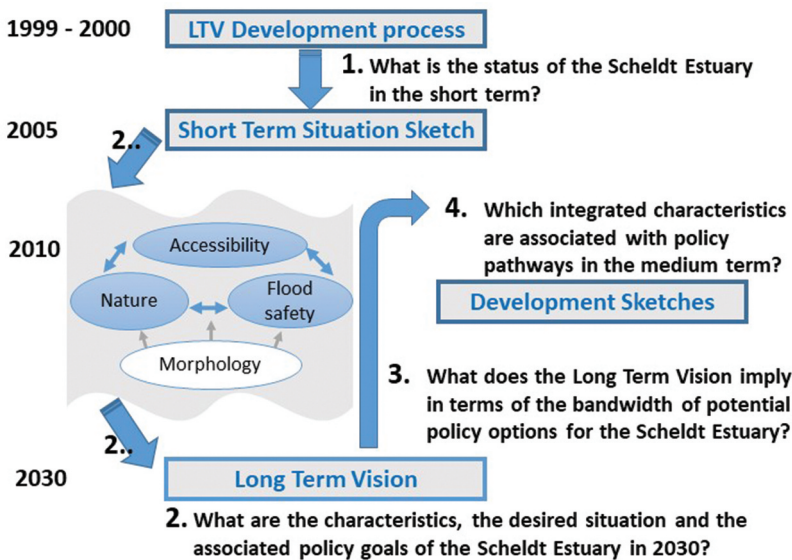 1999 - 2000
LTV Development process
1. What is the status of the Scheldt Estuary
in the short term?
2005
Short Term Situation Sketch
2..
2010
Accessibility
Nature
Flood
safety
Morphology
4. Which integrated characteristics
are associated with policy
pathways in the medium term?
Development Sketches
3. What does the Long Term Vision imply
in terms of the bandwidth of potential
policy options for the Scheldt Estuary?
2..
2030
Long Term Vision
2. What are the characteristics, the desired situation and the
associated policy goals of the Scheldt Estuary in 2030?